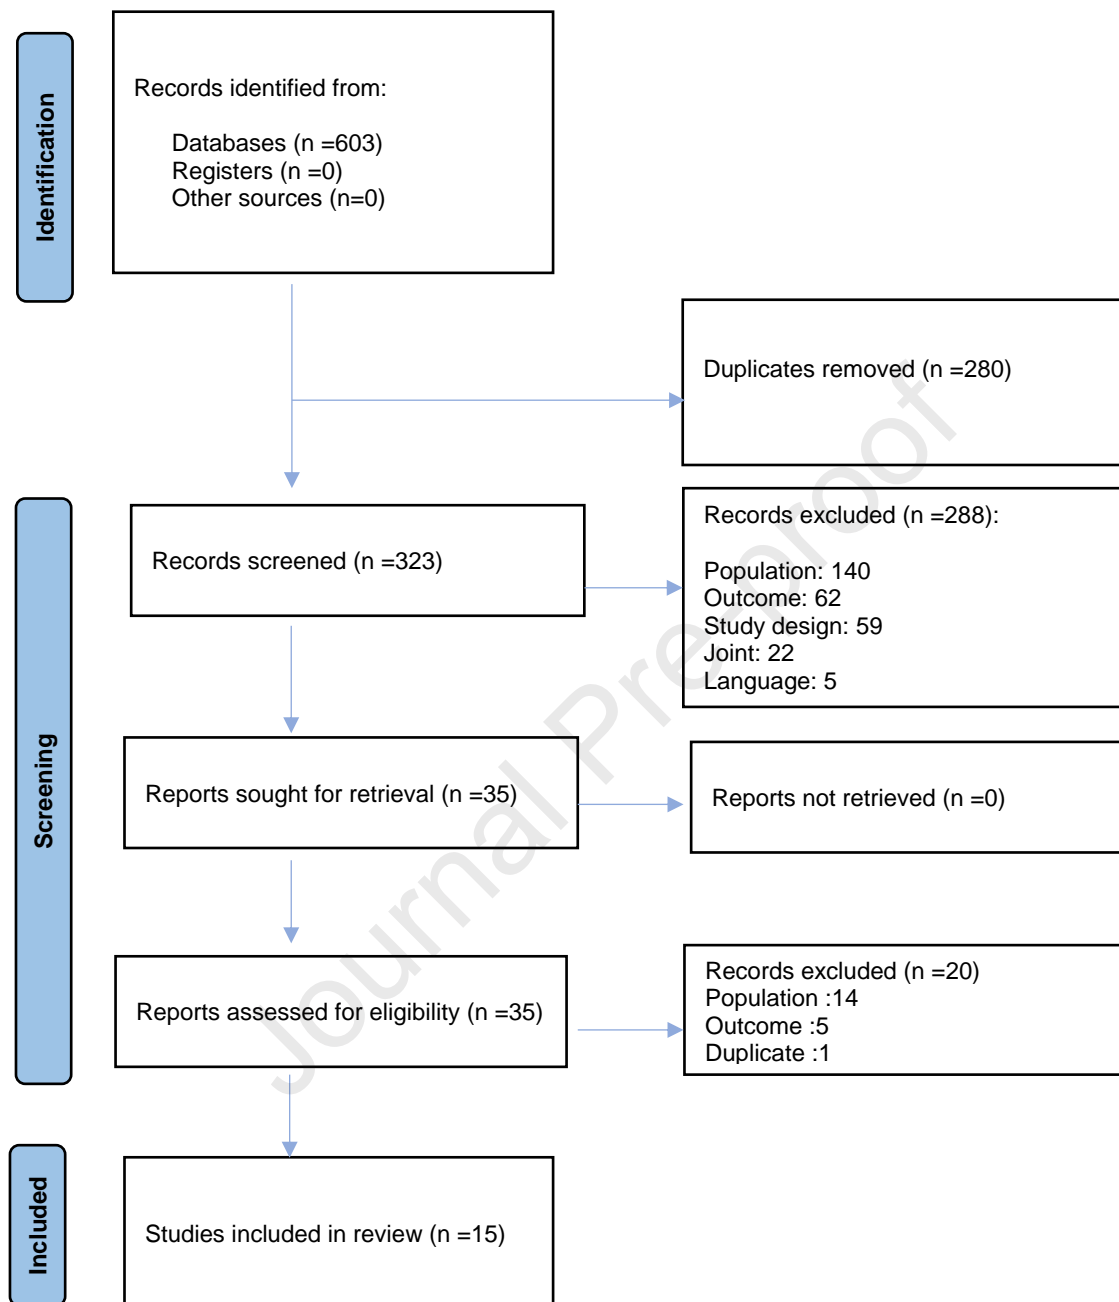 Identification
Records identified from:
Databases (n =603)
Registers (n =0)
Other sources (n=0)
Duplicates removed (n =280)
Screening
Records screened (n =323)
Records excluded (n =288):
Population: 140
Outcome: 62
Study design: 59
Joint: 22
Language: 5
Reports sought for retrieval (n =35)
Reports not retrieved (n =0)
Reports assessed for eligibility (n =35)
Records excluded (n =20)
Population :14
Outcome :5
Duplicate :1
Included
Studies included in review (n =15)
Journal Pre-proof